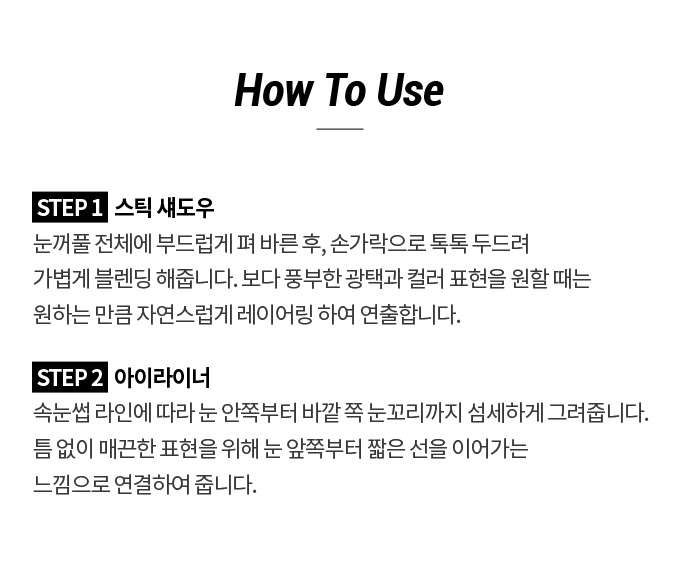 How To Use
STEP 1 스틱 섀도우
눈꺼풀 전체에 부드럽게 펴 바른 후, 손가락으로 톡톡 두드려
가볍게 블렌딩 해줍니다. 보다 풍부한 광택과 컬러 표현을 원할 때는
원하는 만큼 자연스럽게 레이어링 하여 연출합니다.
STEP 2 아이라이너
속눈썹 라인에 따라 눈 안쪽부터 바깥 쪽 눈꼬리까지 섬세하게 그려줍니다.
틈 없이 매끈한 표현을 위해 눈 앞쪽부터 짧은 선을 이어가는
느낌으로 연결하여 줍니다.